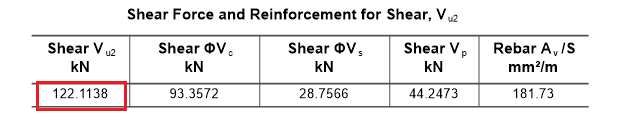 Shear Force and Reinforcement for Shear, Vu2
Shear Vu2 Shear ΦVc Shear ΦVs Shear Vp Rebar Av/S
kN kN kN kN mm²/m
122.1138 93.3572 28.7566 44.2473 181.73